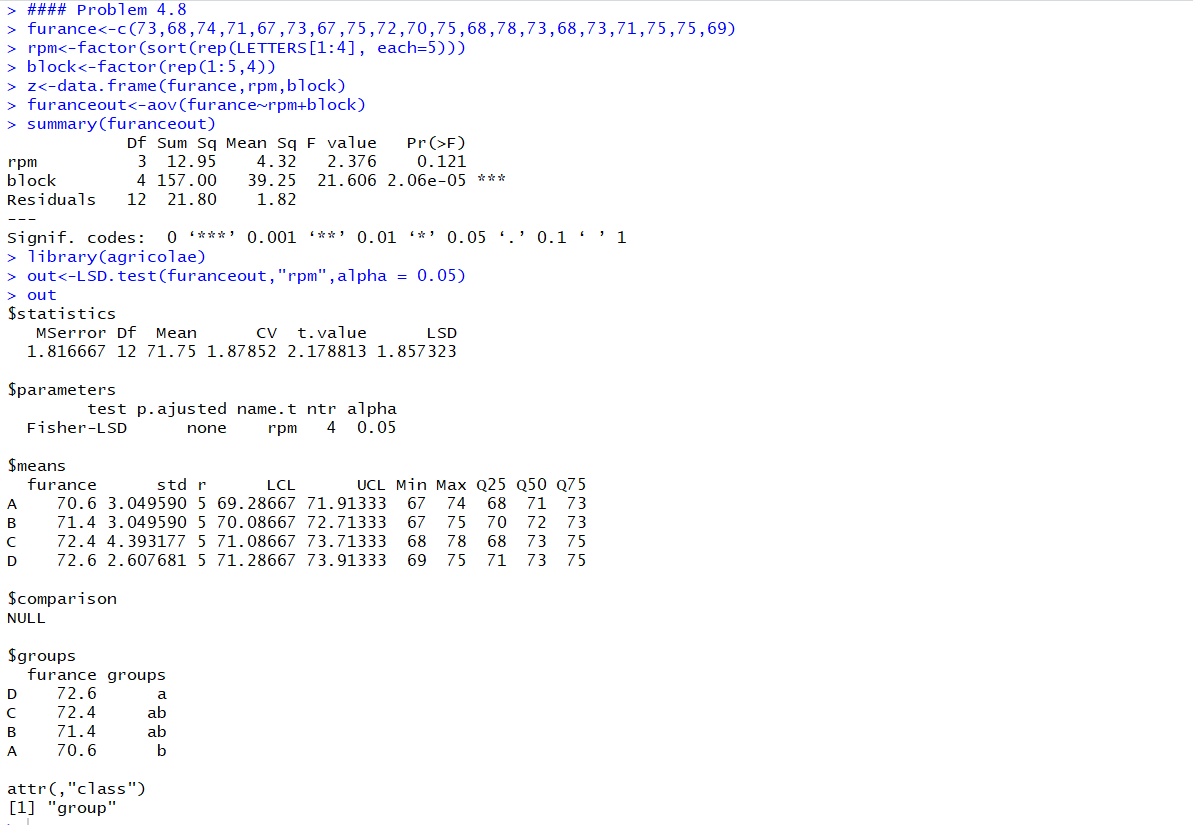 > #### Problem 4.8
> furance<-c(73,68,74,71,67,73,67,75,72,70,75,68,78,73,68,73,71,75,75,69)
> rpm<-factor(sort(rep(LETTERS[1:4], each=5)))
> block<-factor(rep(1:5,4))
> z<-data.frame(furance,rpm,block)
> furanceout<-aov(furance~rpm+block)
> summary(furanceout)
            Df Sum Sq Mean Sq F value   Pr(>F)
rpm          3  12.95    4.32   2.376    0.121
block        4 157.00   39.25  21.606 2.06e-05 ***
Residuals   12  21.80    1.82
---
Signif. codes:  0 ‘***’ 0.001 ‘**’ 0.01 ‘*’ 0.05 ‘.’ 0.1 ‘ ’ 1
> library(agricolae)
> out<-LSD.test(furanceout,"rpm",alpha = 0.05)
> out
$statistics
   MSerror Df  Mean      CV  t.value      LSD
  1.816667 12 71.75 1.87852 2.178813 1.857323

$parameters
        test p.ajusted name.t ntr alpha
  Fisher-LSD      none    rpm   4  0.05

$means
  furance      std r      LCL      UCL Min Max Q25 Q50 Q75
A    70.6 3.049590 5 69.28667 71.91333  67  74  68  71  73
B    71.4 3.049590 5 70.08667 72.71333  67  75  70  72  73
C    72.4 4.393177 5 71.08667 73.71333  68  78  68  73  75
D    72.6 2.607681 5 71.28667 73.91333  69  75  71  73  75

$comparison
NULL

$groups
  furance groups
D    72.6      a
C    72.4     ab
B    71.4     ab
A    70.6      b

attr(,"class")
[1] "group"